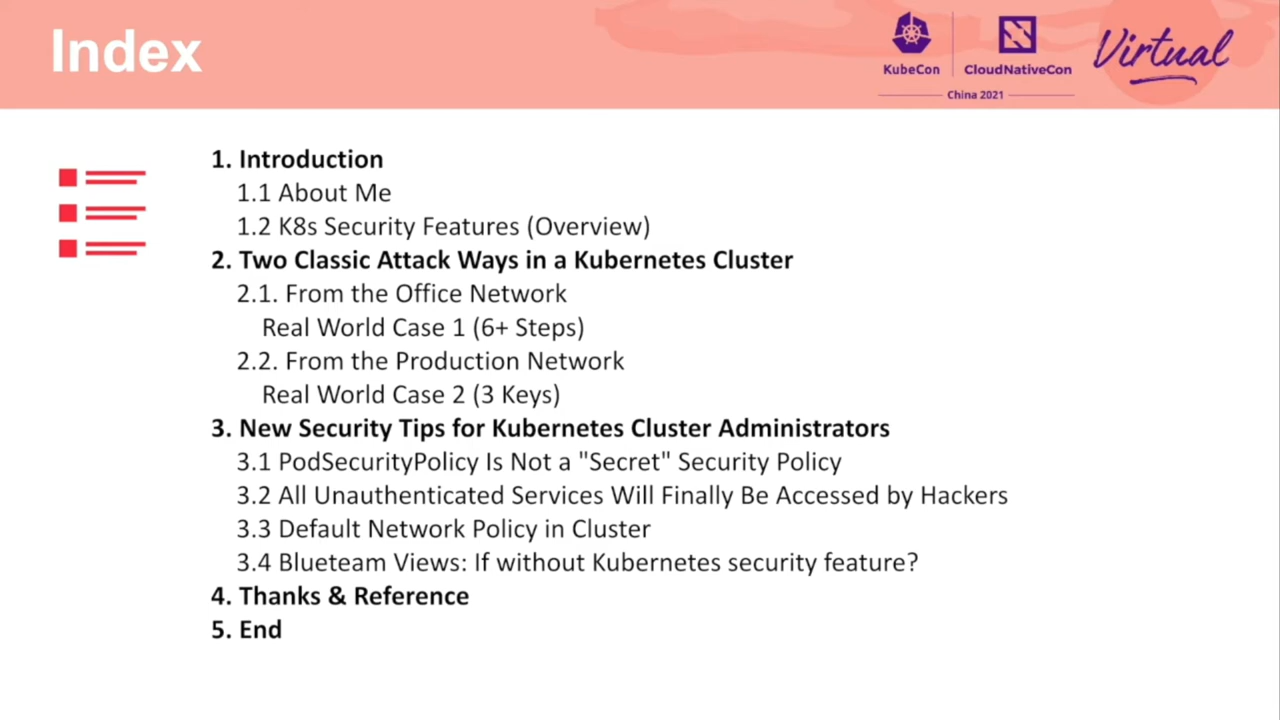 Index
KubeCon
CloudNativeCon
Virtual
China 2021
1. Introduction
1.1 About Me
1.2 K8s Security Features (Overview)
2. Two Classic Attack Ways in a Kubernetes Cluster
2.1. From the Office Network
Real World Case 1 (6+ Steps)
2.2. From the Production Network
Real World Case 2 (3 Keys)
3. New Security Tips for Kubernetes Cluster Administrators
3.1 PodSecurityPolicy Is Not a "Secret" Security Policy
3.2 All Unauthenticated Services Will Finally Be Accessed by Hackers
3.3 Default Network Policy in Cluster
3.4 Blueteam Views: If without Kubernetes security feature?
4. Thanks & Reference
5. End